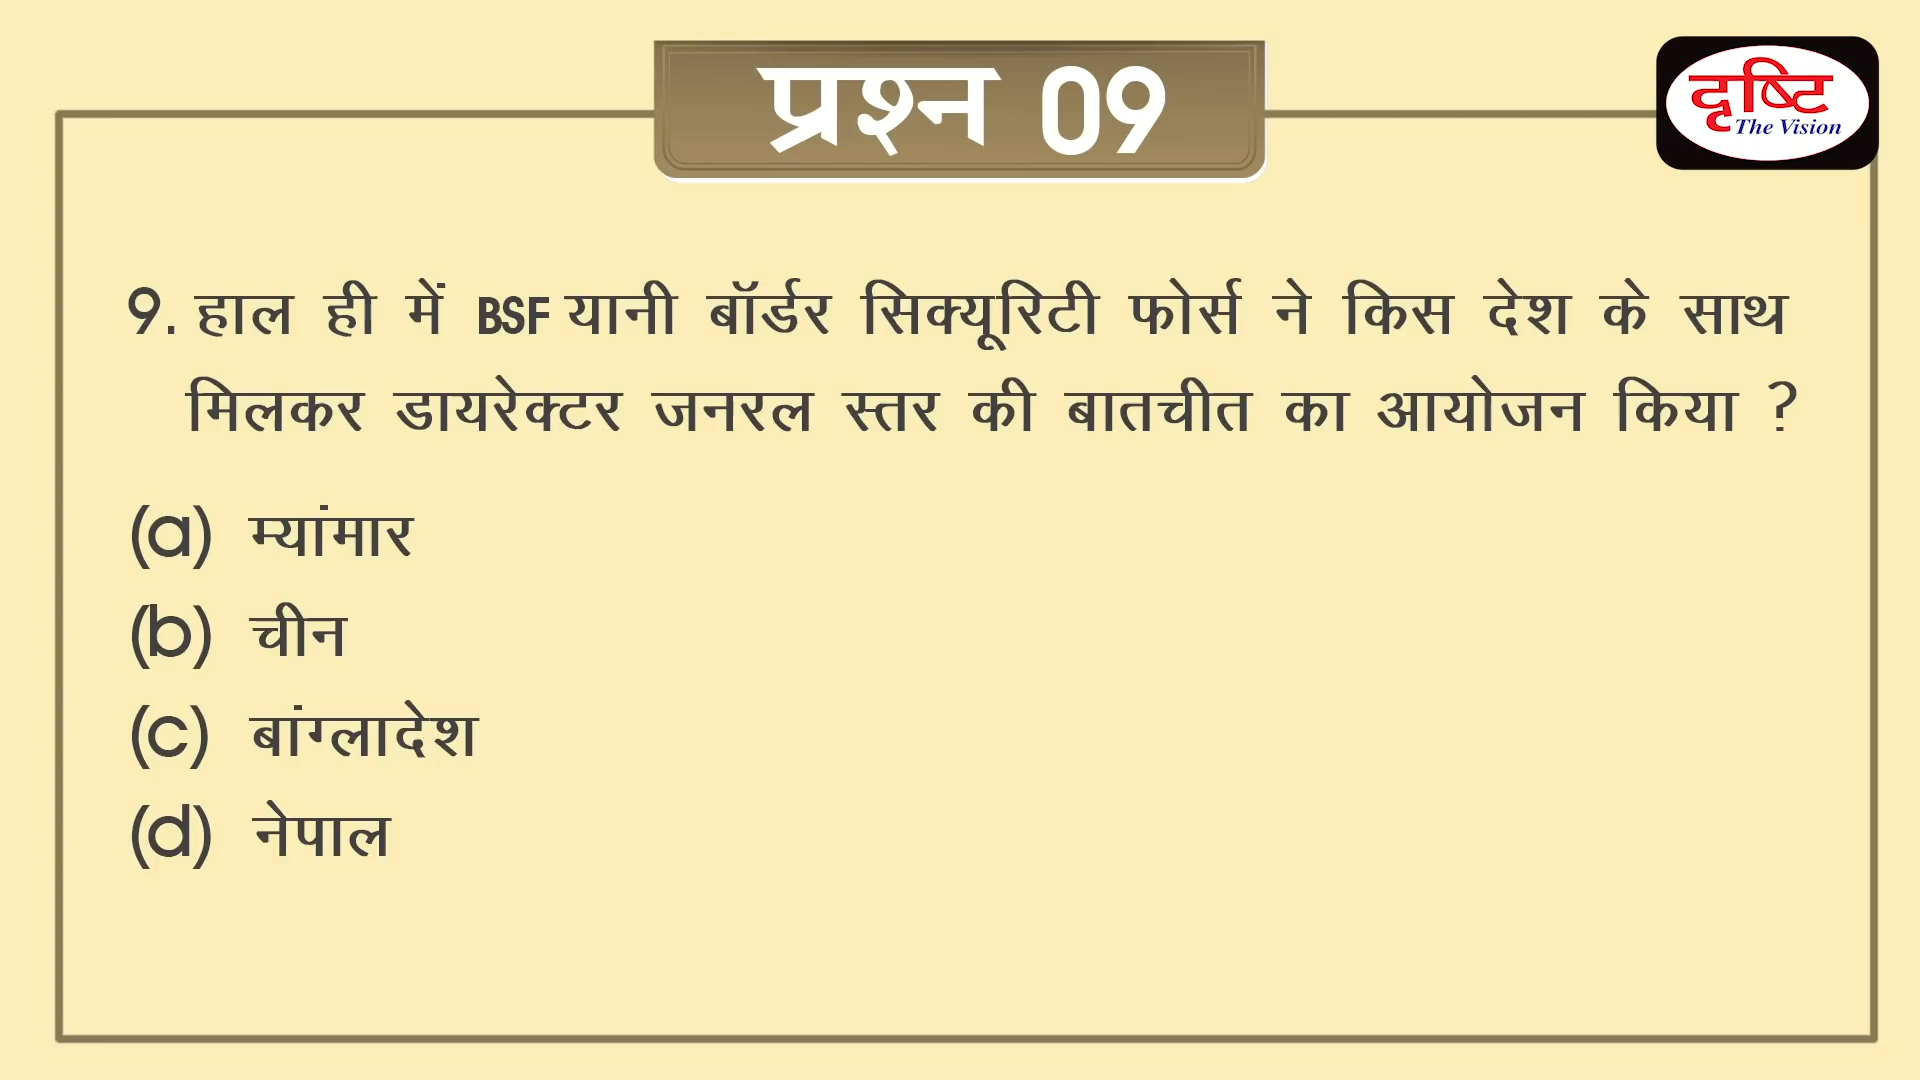 प्रश्न 09
दृष्टि
The Vision
9. हाल ही में BSF यानी बॉर्डर सिक्यूरिटी फोर्स ने किस देश के साथ
मिलकर डायरेक्टर जनरल स्तर की बातचीत का आयोजन किया ?
(a) म्यांमार
(b) चीन
(c) बांग्लादेश
(d) नेपाल